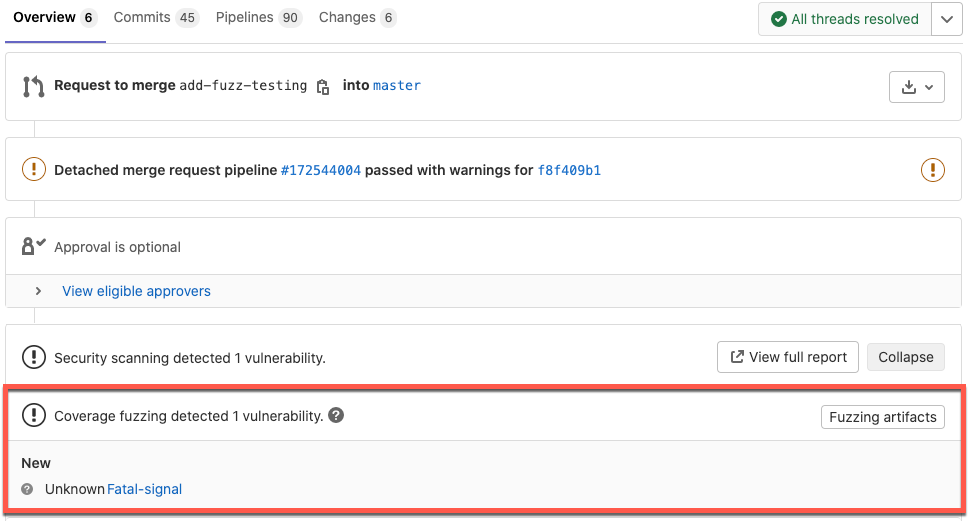 Overview 6 Commits 45 Pipelines 90 Changes 6 All threads resolved
Request to merge add-fuzz-testing into master
Detached merge request pipeline #172544004 passed with warnings for f8f409b1
Approval is optional
View eligible approvers
Security scanning detected 1 vulnerability. View full report Collapse
Coverage fuzzing detected 1 vulnerability. Fuzzing artifacts
New
Unknown Fatal-signal